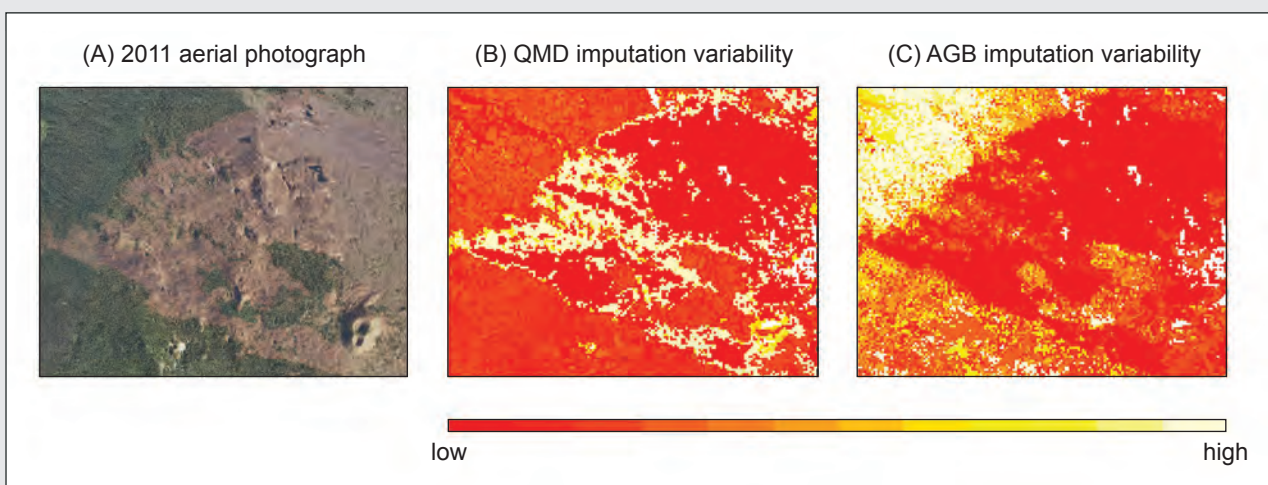 (A) 2011 aerial photograph
(B) QMD imputation variability
(C) AGB imputation variability
low
high